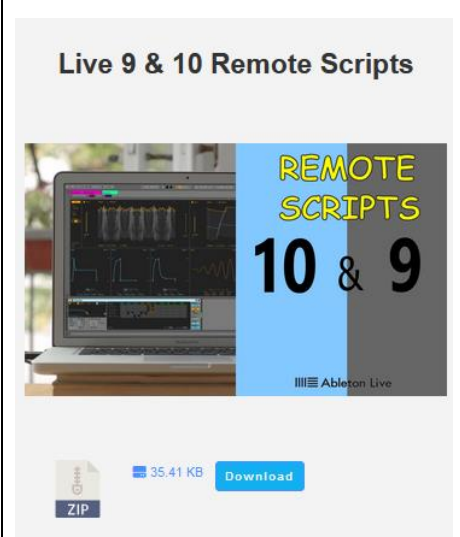 Live 9 & 10 Remote Scripts
REMOTE
SCRIPTS
10 & 9
Ableton Live
35.41 KB
Download
ZIP